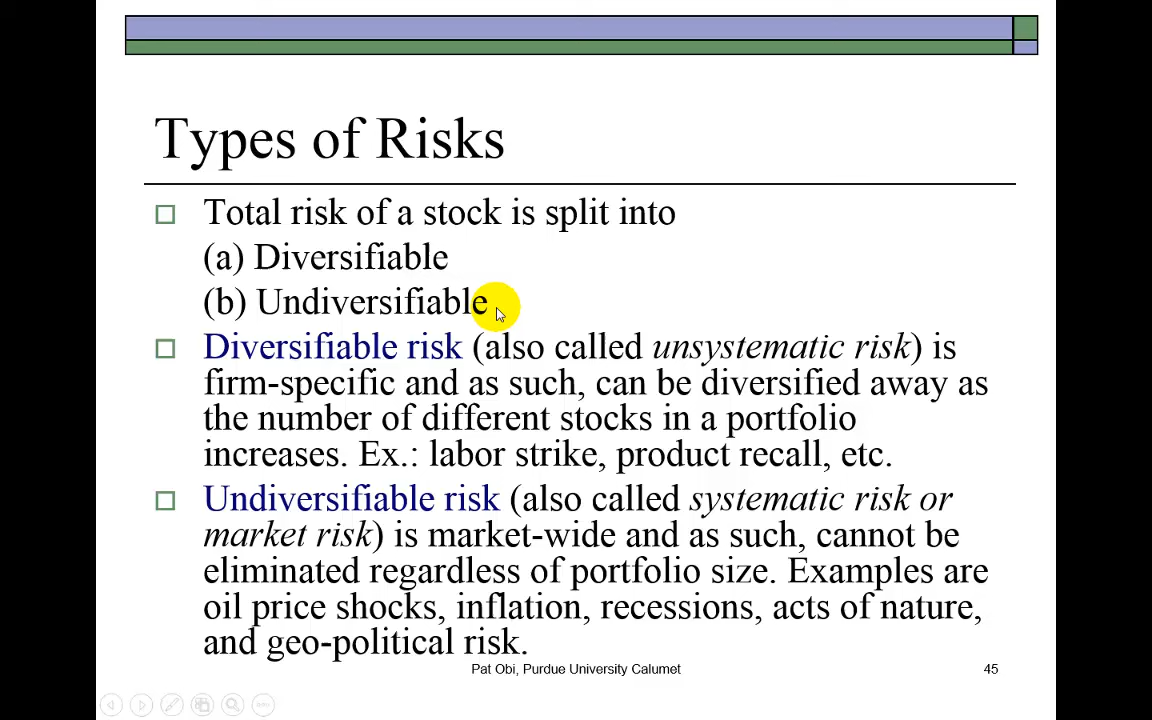 Types of Risks
Total risk of a stock is split into
(a) Diversifiable
(b) Undiversifiable
Diversifiable risk (also called unsystematic risk) is
firm-specific and as such, can be diversified away as
the number of different stocks in a portfolio
increases. Ex.: labor strike, product recall, etc.
Undiversifiable risk (also called systematic risk or
market risk) is market-wide and as such, cannot be
eliminated regardless of portfolio size. Examples are
oil price shocks, inflation, recessions, acts of nature,
and geo-political risk.
Pat Obi, Purdue University Calumet
45